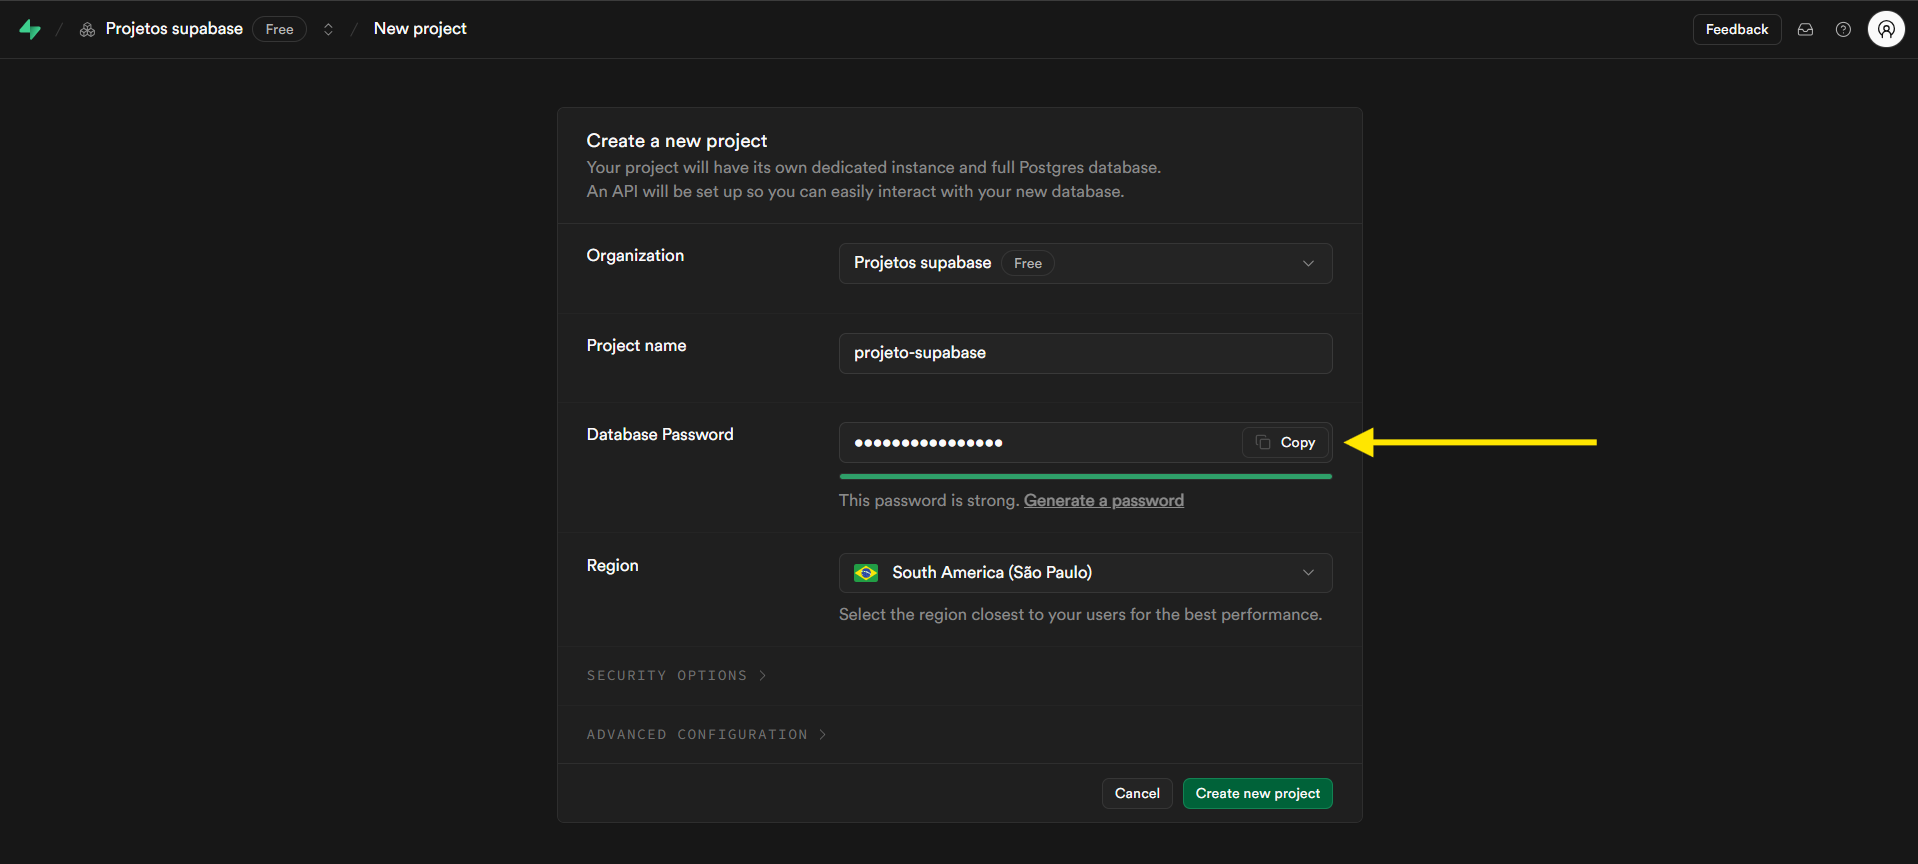 Projetos supabase Free New project Feedback
Create a new project
Your project will have its own dedicated instance and full Postgres database.
An API will be set up so you can easily interact with your new database.
Organization
Projetos supabase Free
Project name
projeto-supabase
Database Password
•••••••••••••••• Copy
This password is strong. Generate a password
Region
South America (São Paulo)
Select the region closest to your users for the best performance.
SECURITY OPTIONS
ADVANCED CONFIGURATION
Cancel Create new project